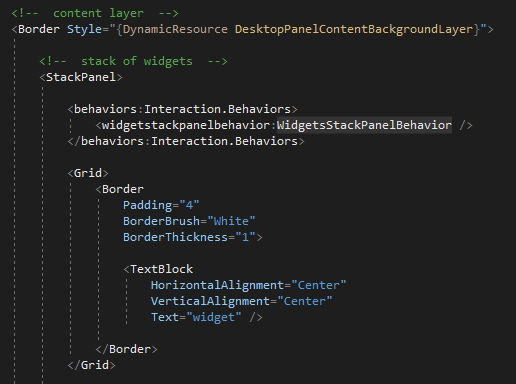 <!--  content layer  -->
<Border Style="{DynamicResource DesktopPanelContentBackgroundLayer}">
<!--  stack of widgets  -->
<StackPanel>
<behaviors:Interaction.Behaviors>
<widgetstackpanelbehavior:WidgetsStackPanelBehavior />
</behaviors:Interaction.Behaviors>
<Grid>
<Border
Padding="4"
BorderBrush="White"
BorderThickness="1">
<TextBlock
HorizontalAlignment="Center"
VerticalAlignment="Center"
Text="widget" />
</Border>
</Grid>